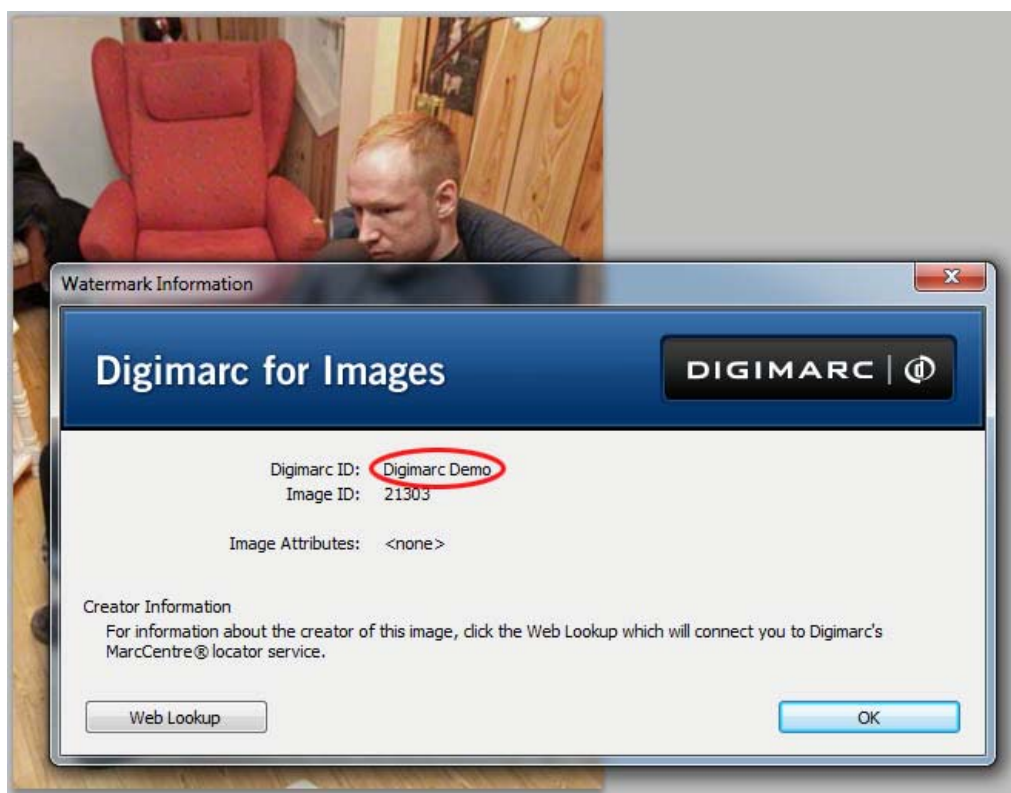 Watermark Information
Digimarc for Images
DIGIMARC
Digimarc ID: Digimarc Demo
Image ID: 21303
Image Attributes: <none>
Creator Information
For information about the creator of this image, click the Web Lookup which will connect you to Digimarc's
MarcCentre® locator service.
Web Lookup
OK